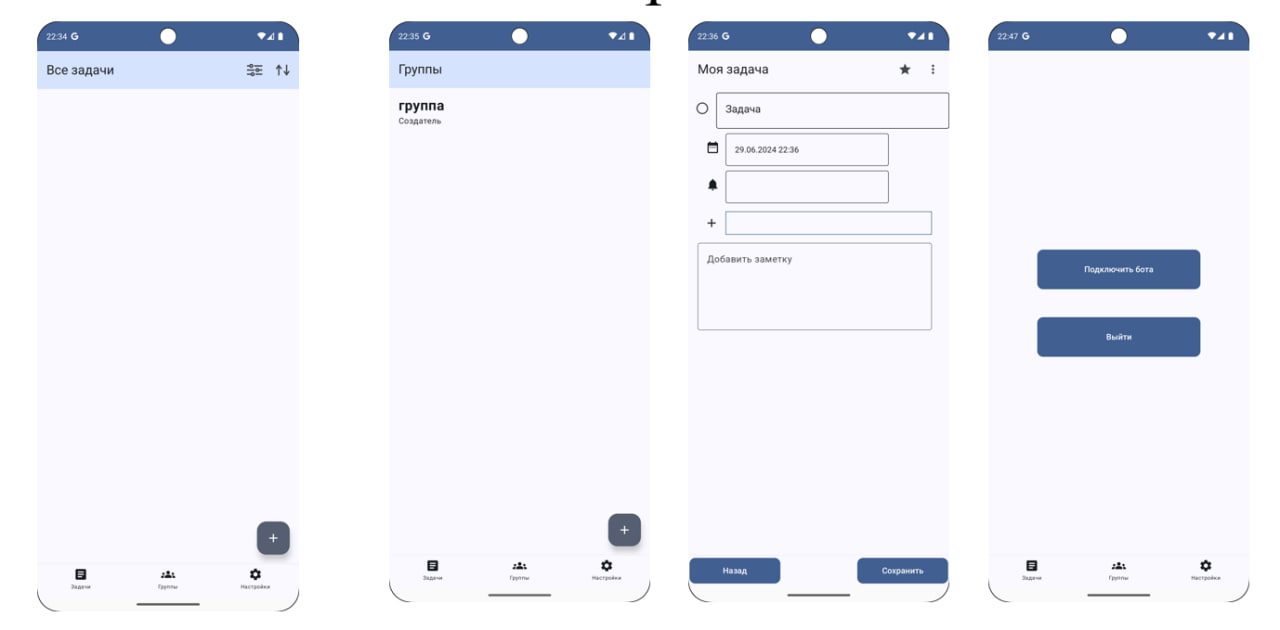 22:34 G
Все задачи
Задачи
Группы
Настройки
22:35 G
Группы
группа
Создатель
Задачи
Группы
Настройки
22:36 G
Моя задача
Задача
29.06.2024 22:36
Добавить заметку
Назад
Сохранить
22:47 G
Подключить бота
Выйти
Задачи
Группы
Настройки